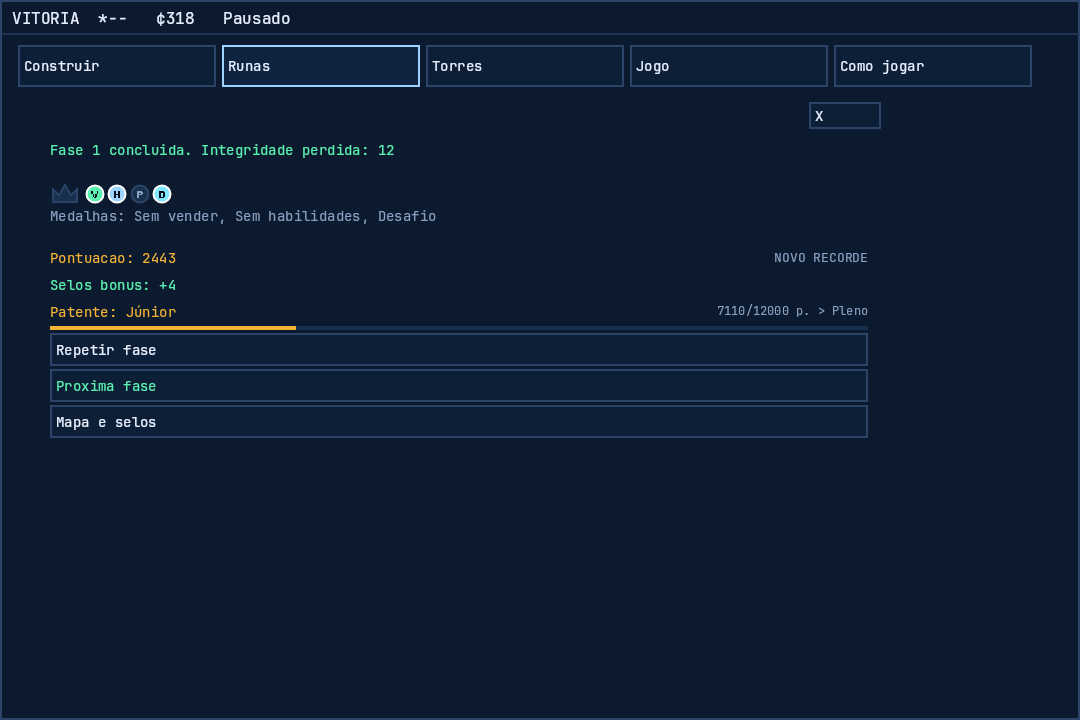 VITORIA *-- ₵318 Pausado
Construir Runas Torres Jogo Como jogar
X
Fase 1 concluida. Integridade perdida: 12
V H P D
Medalhas: Sem vender, Sem habilidades, Desafio
Pontuacao: 2443 NOVO RECORDE
Selos bonus: +4
Patente: Júnior 7110/12000 p. > Pleno
Repetir fase
Proxima fase
Mapa e selos